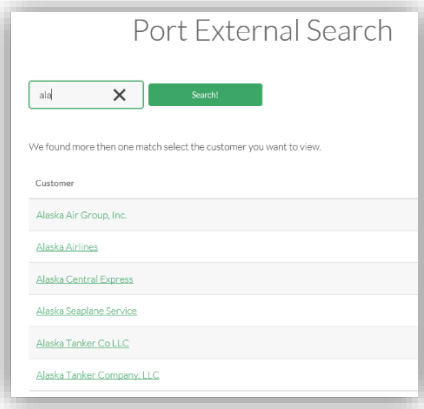 Port External Search
ala
Search!
We found more then one match select the customer you want to view.
Customer
Alaska Air Group, Inc.
Alaska Airlines
Alaska Central Express
Alaska Seaplane Service
Alaska Tanker Co LLC
Alaska Tanker Company, LLC